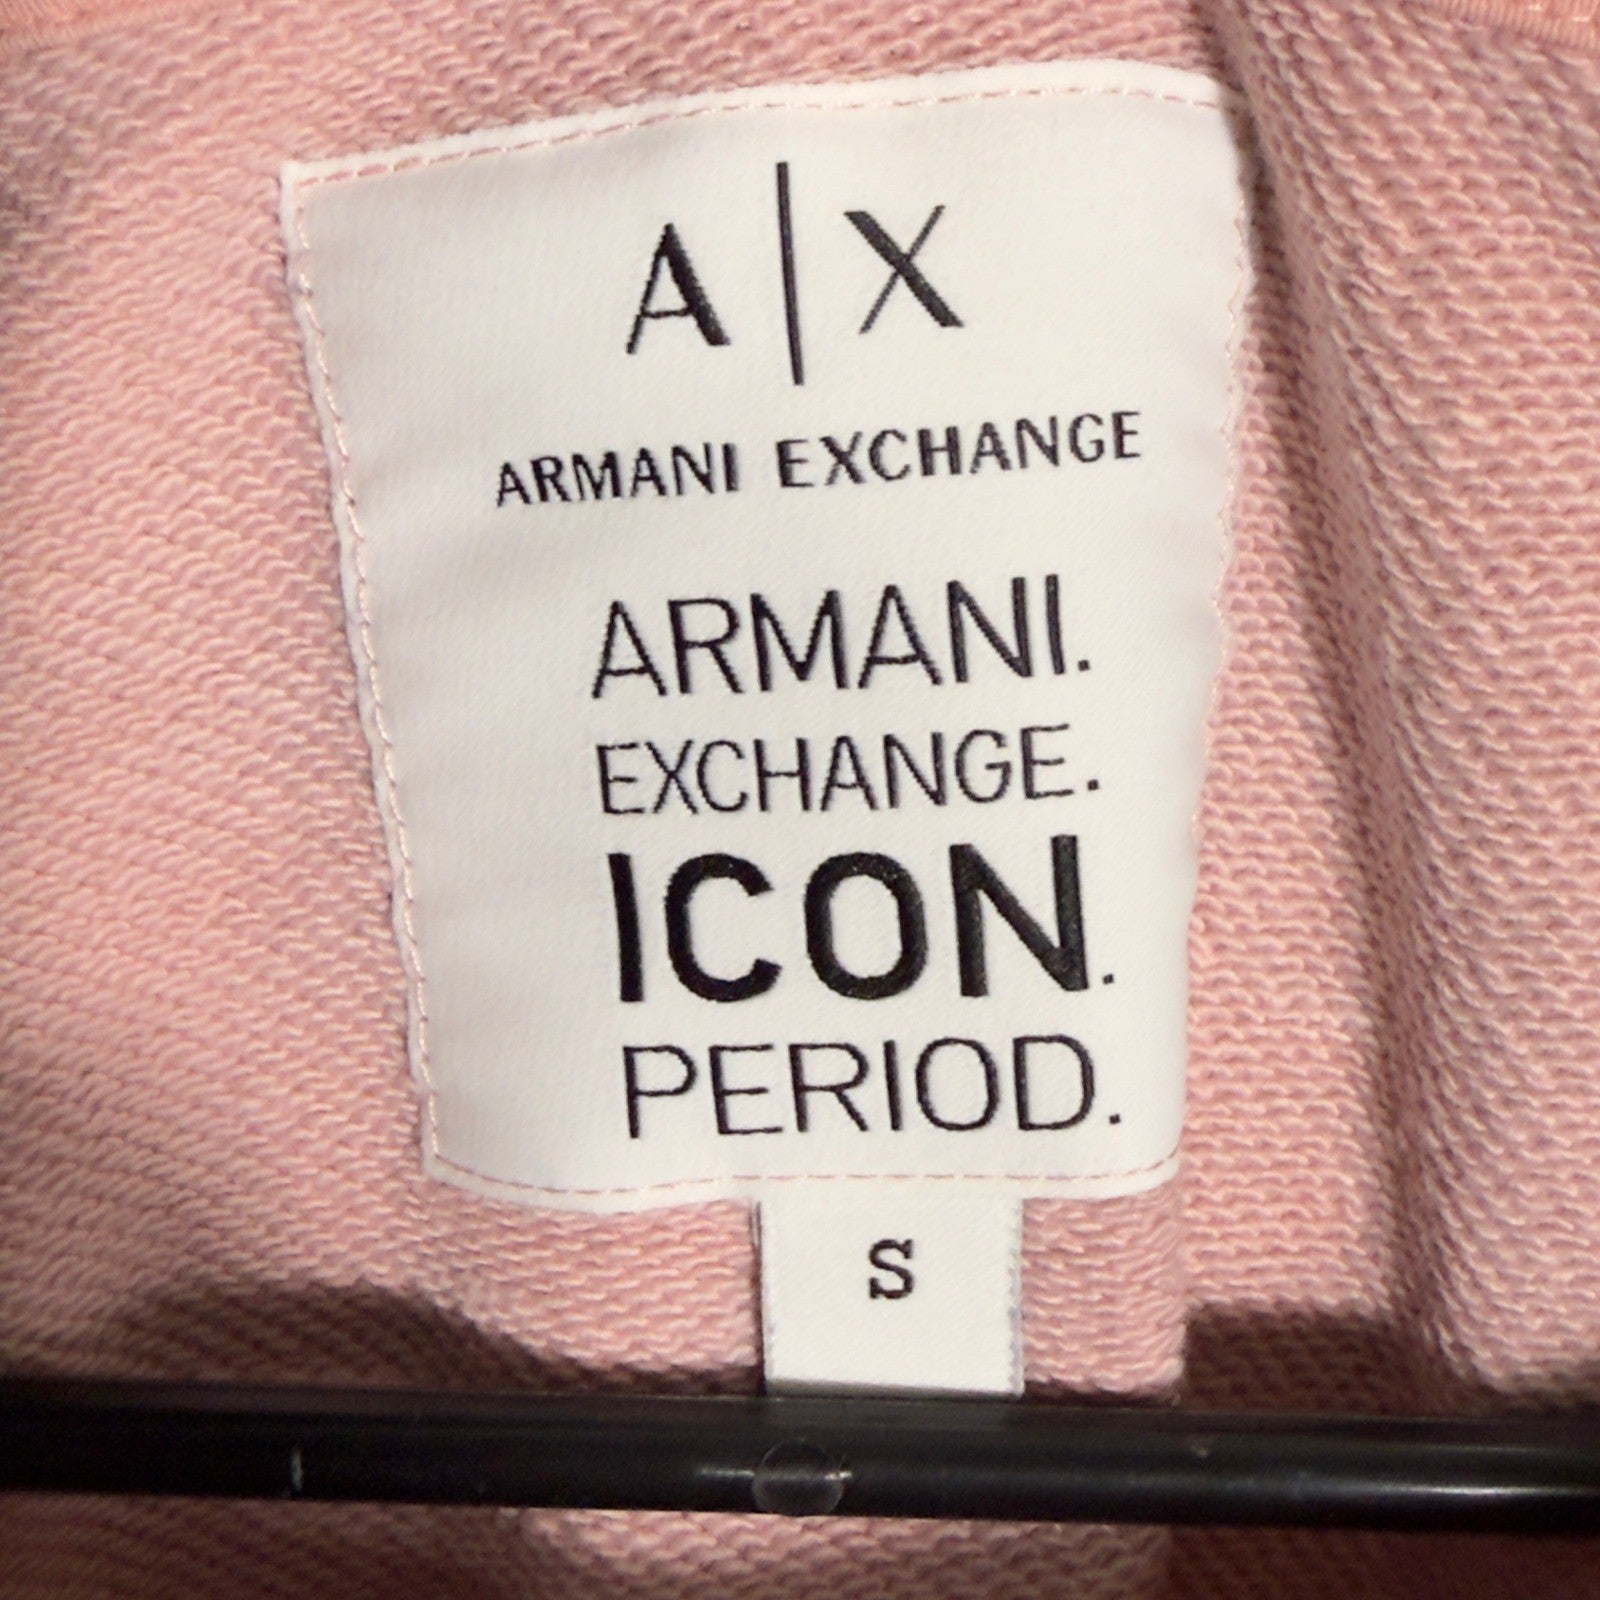 A|X
ARMANI EXCHANGE
ARMANI.
EXCHANGE.
ICON.
PERIOD.
S